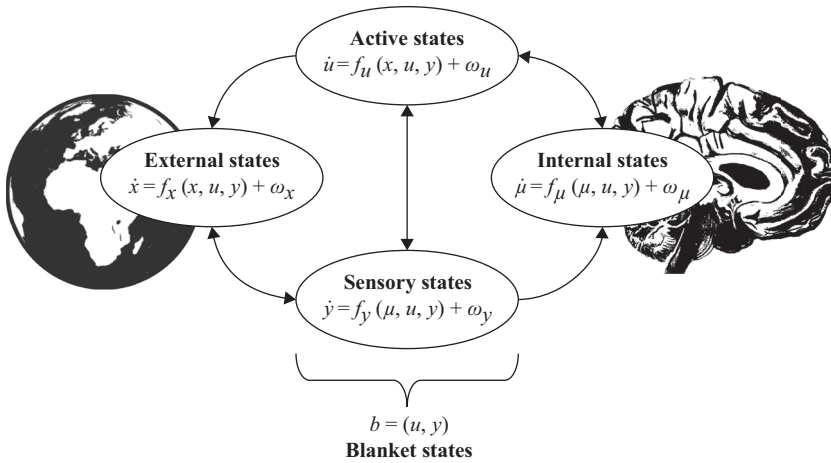 Active states
u̇ = f_u (x, u, y) + ω_u
External states
ẋ = f_x (x, u, y) + ω_x
Internal states
μ̇ = f_μ (μ, u, y) + ω_μ
Sensory states
ẏ = f_y (μ, u, y) + ω_y
b = (u, y)
Blanket states